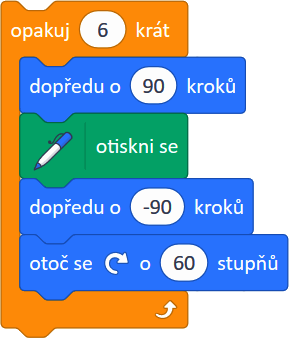 opakuj 6 krát
dopředu o 90 kroků
otiskni se
dopředu o -90 kroků
otoč se o 60 stupňů